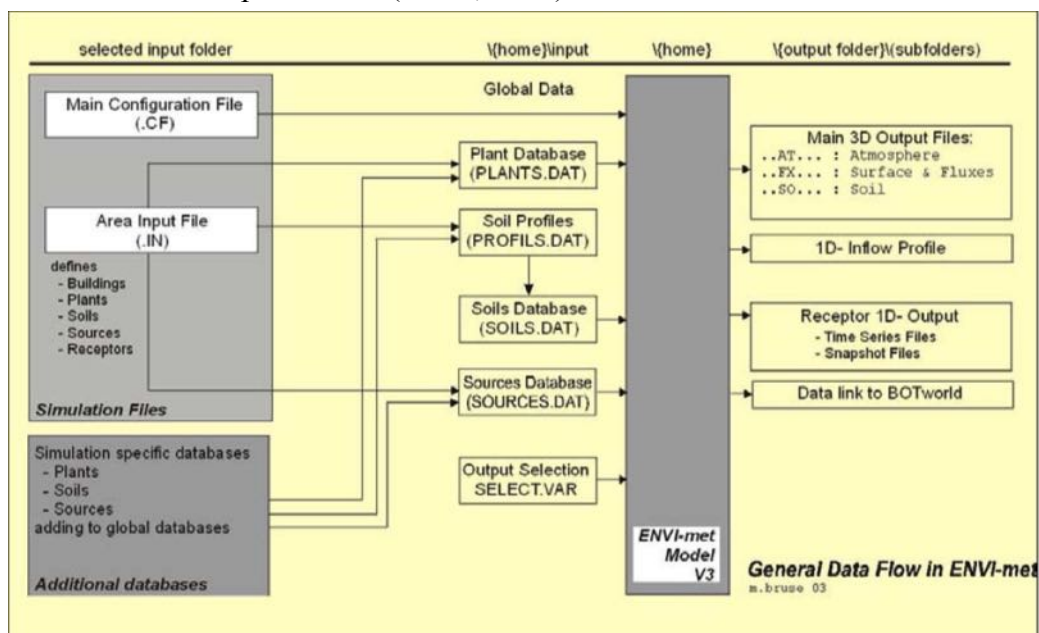 selected input folder
\{home}\input
\{home}
\{output folder}\(subfolders)
Main Configuration File
(.CF)
Area Input File
(.IN)
defines
- Buildings
- Plants
- Soils
- Sources
- Receptors
Simulation Files
Simulation specific databases
- Plants
- Soils
- Sources
adding to global databases
Additional databases
Global Data
Plant Database
(PLANTS.DAT)
Soil Profiles
(PROFILS.DAT)
Soils Database
(SOILS.DAT)
Sources Database
(SOURCES.DAT)
Output Selection
SELECT.VAR
ENVI-met
Model
V3
Main 3D Output Files:
..AT... : Atmosphere
..FX... : Surface & Fluxes
..SO... : Soil
1D- Inflow Profile
Receptor 1D- Output
- Time Series Files
- Snapshot Files
Data link to BOTworld
General Data Flow in ENVI-met
m.bruse 03